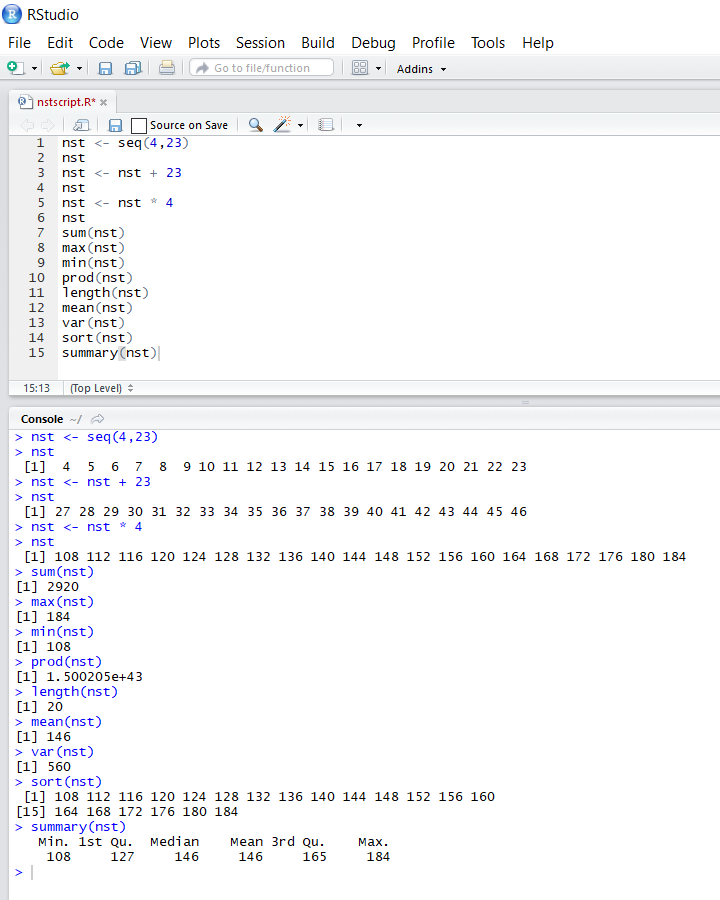 RStudio
File Edit Code View Plots Session Build Debug Profile Tools Help
Go to file/function Addins
nstscript.R*
Source on Save
1 nst <- seq(4,23)
2 nst
3 nst <- nst + 23
4 nst
5 nst <- nst * 4
6 nst
7 sum(nst)
8 max(nst)
9 min(nst)
10 prod(nst)
11 length(nst)
12 mean(nst)
13 var(nst)
14 sort(nst)
15 summary(nst)
15:13 (Top Level)
Console ~/
> nst <- seq(4,23)
> nst
 [1]  4  5  6  7  8  9 10 11 12 13 14 15 16 17 18 19 20 21 22 23
> nst <- nst + 23
> nst
 [1] 27 28 29 30 31 32 33 34 35 36 37 38 39 40 41 42 43 44 45 46
> nst <- nst * 4
> nst
 [1] 108 112 116 120 124 128 132 136 140 144 148 152 156 160 164 168 172 176 180 184
> sum(nst)
[1] 2920
> max(nst)
[1] 184
> min(nst)
[1] 108
> prod(nst)
[1] 1.500205e+43
> length(nst)
[1] 20
> mean(nst)
[1] 146
> var(nst)
[1] 560
> sort(nst)
 [1] 108 112 116 120 124 128 132 136 140 144 148 152 156 160
[15] 164 168 172 176 180 184
> summary(nst)
   Min. 1st Qu.  Median    Mean 3rd Qu.    Max.
    108     127     146     146     165     184
>